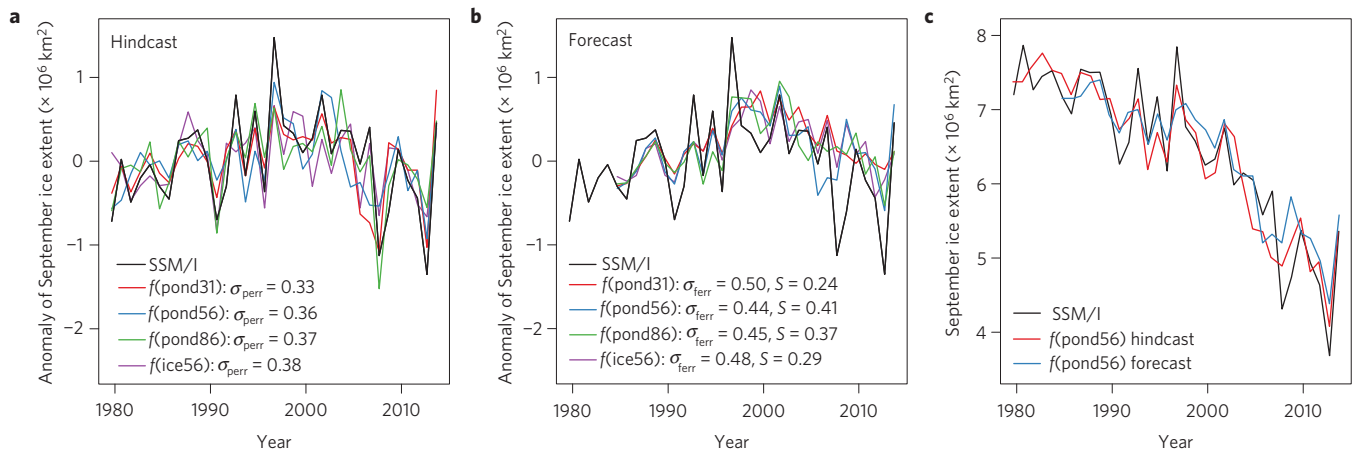 a
Hindcast
Anomaly of September ice extent (× 10⁶ km²)
1
0
−1
−2
SSM/I
f(pond31): σperr = 0.33
f(pond56): σperr = 0.36
f(pond86): σperr = 0.37
f(ice56): σperr = 0.38
1980 1990 2000 2010
Year
b
Forecast
Anomaly of September ice extent (× 10⁶ km²)
1
0
−1
−2
SSM/I
f(pond31): σferr = 0.50, S = 0.24
f(pond56): σferr = 0.44, S = 0.41
f(pond86): σferr = 0.45, S = 0.37
f(ice56): σferr = 0.48, S = 0.29
1980 1990 2000 2010
Year
c
September ice extent (× 10⁶ km²)
8
7
6
5
4
SSM/I
f(pond56) hindcast
f(pond56) forecast
1980 1990 2000 2010
Year